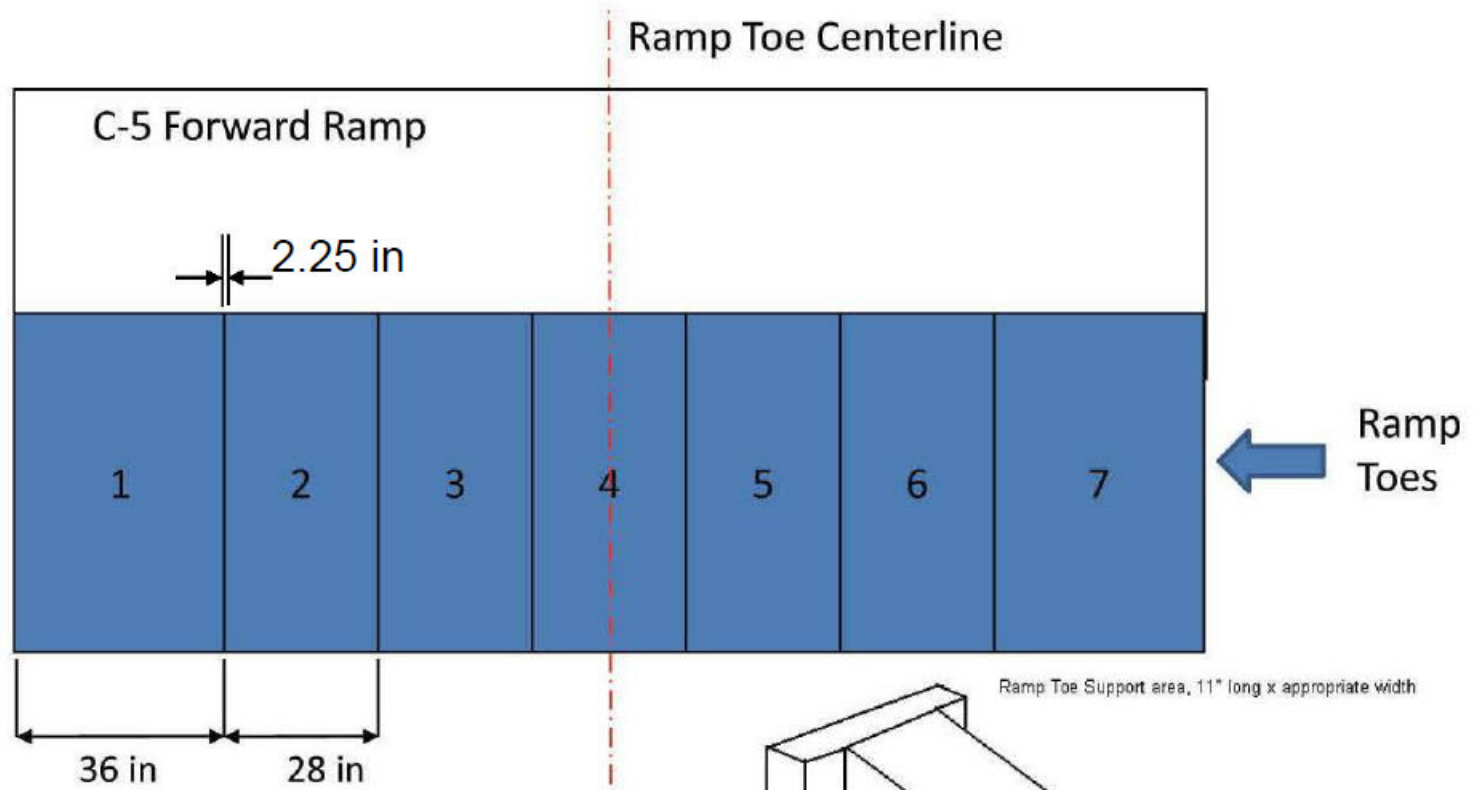 Ramp Toe Centerline
C-5 Forward Ramp
2.25 in
1 2 3 4 5 6 7
Ramp
Toes
Ramp Toe Support area, 11" long x appropriate width
36 in 28 in